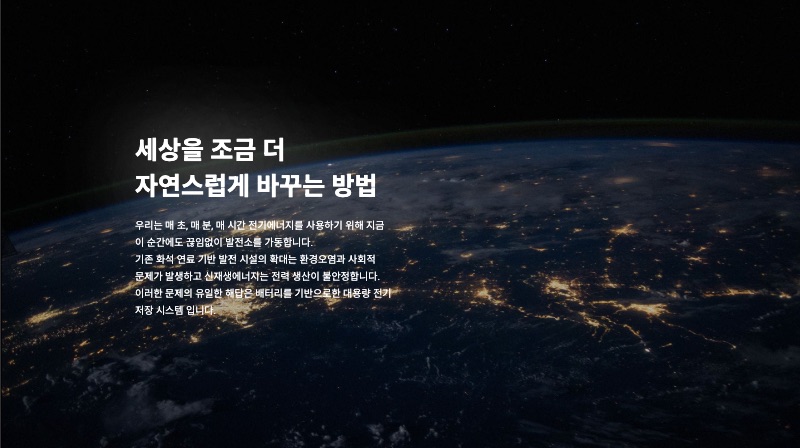 세상을 조금 더
자연스럽게 바꾸는 방법
우리는 매 초, 매 분, 매 시간 전기에너지를 사용하기 위해 지금
이 순간에도 끊임없이 발전소를 가동합니다.
기존 화석 연료 기반 발전 시설의 확대는 환경오염과 사회적
문제가 발생하고 신재생에너지는 전력 생산이 불안정합니다.
이러한 문제의 유일한 해답은 배터리를 기반으로한 대용량 전기
저장 시스템 입니다.